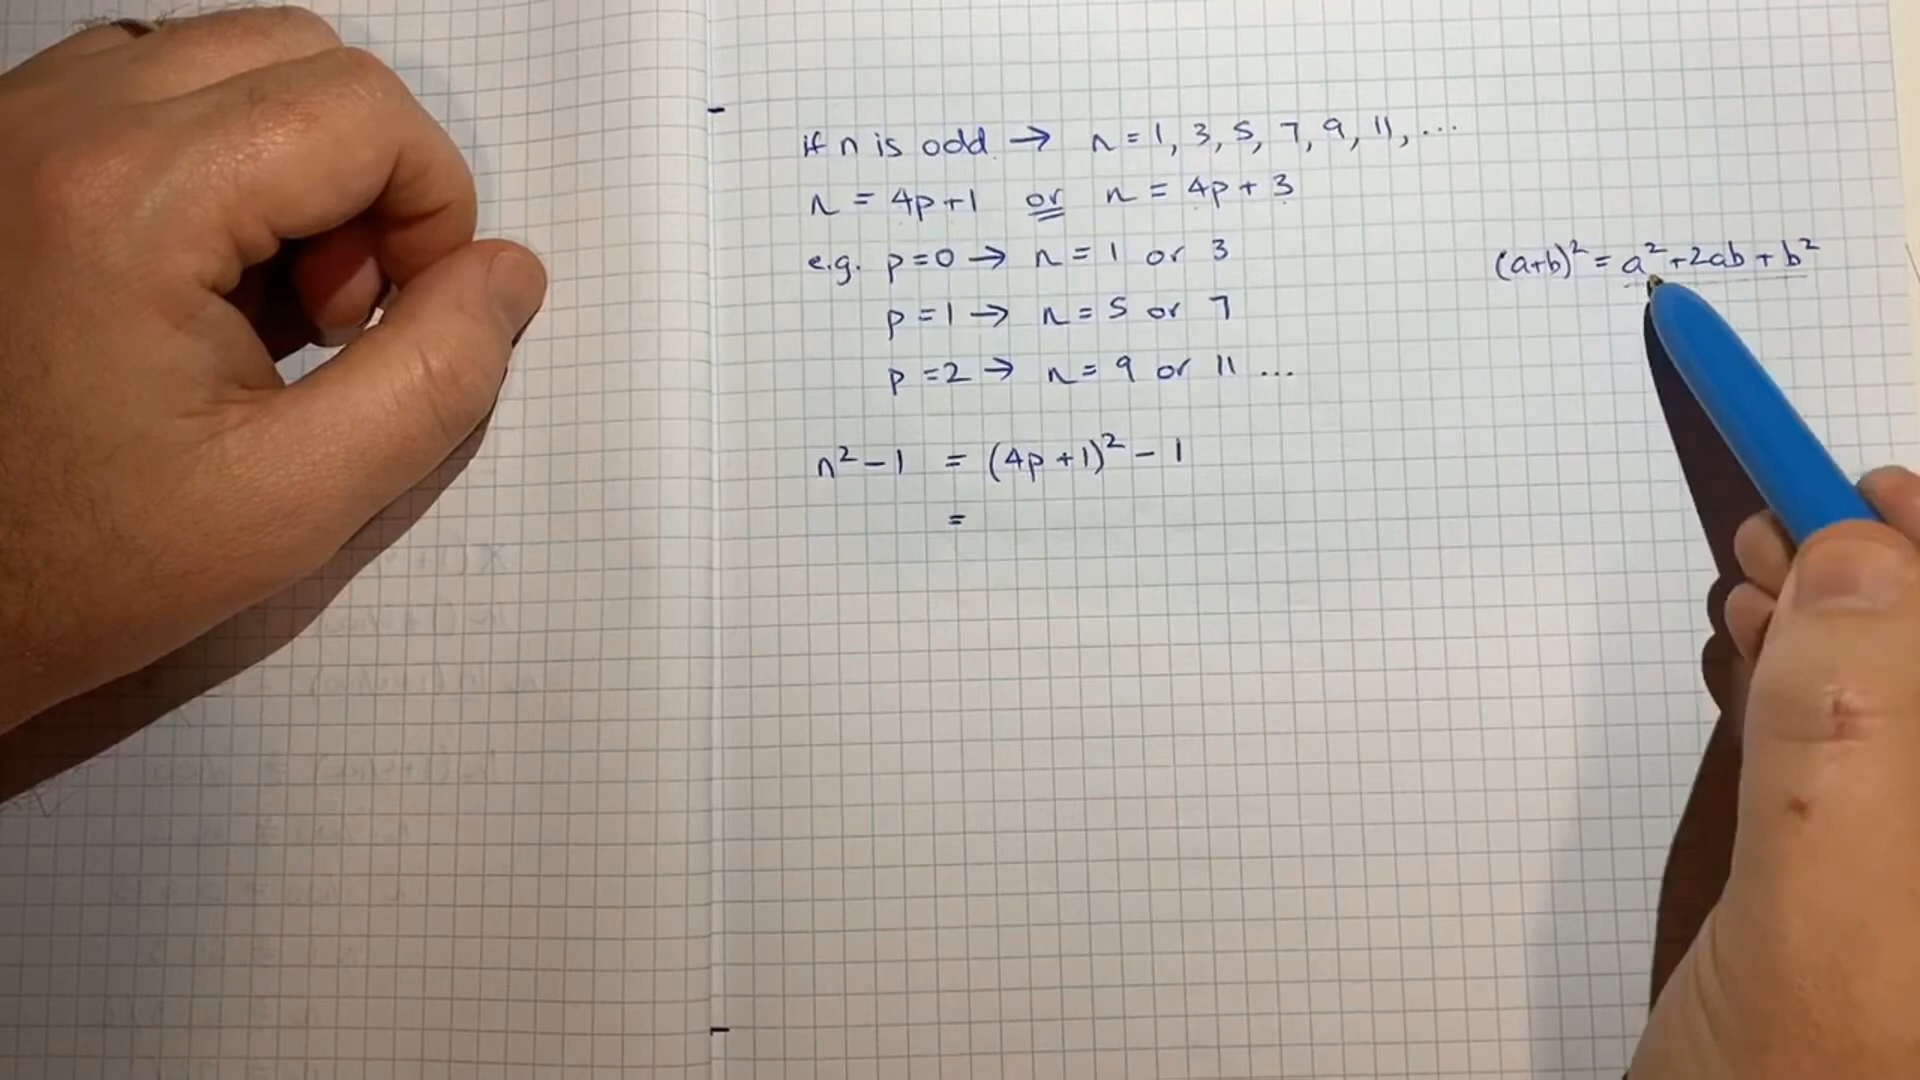 if n is odd → n = 1, 3, 5, 7, 9, 11, ...
n = 4p+1 or n = 4p+3
e.g. p=0 → n = 1 or 3
(a+b)² = a²+2ab+b²
p=1 → n = 5 or 7
p=2 → n = 9 or 11 ...
n²-1 = (4p+1)² - 1
=